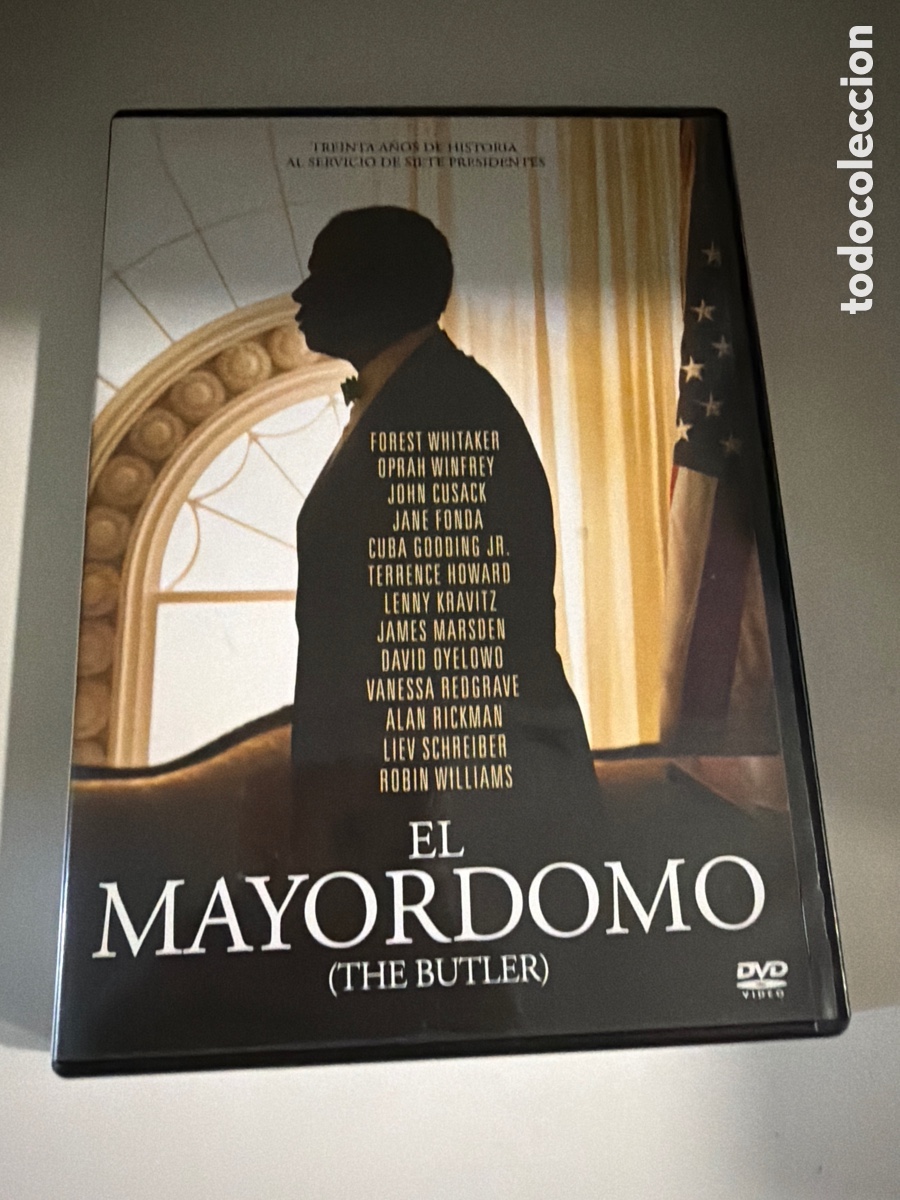 TREINTA AÑOS DE HISTORIA
AL SERVICIO DE SIETE PRESIDENTES
FOREST WHITAKER
OPRAH WINFREY
JOHN CUSACK
JANE FONDA
CUBA GOODING JR.
TERRENCE HOWARD
LENNY KRAVITZ
JAMES MARSDEN
DAVID OYELOWO
VANESSA REDGRAVE
ALAN RICKMAN
LIEV SCHREIBER
ROBIN WILLIAMS
EL
MAYORDOMO
(THE BUTLER)
DVD
VIDEO
todocoleccion